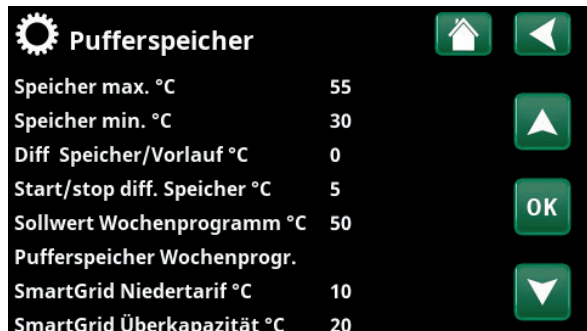 Pufferspeicher
Speicher max. °C 55
Speicher min. °C 30
Diff Speicher/Vorlauf °C 0
Start/stop diff. Speicher °C 5
Sollwert Wochenprogramm °C 50
Pufferspeicher Wochenprogr.
SmartGrid Niedertarif °C 10
SmartGrid Überkapazität °C 20
OK